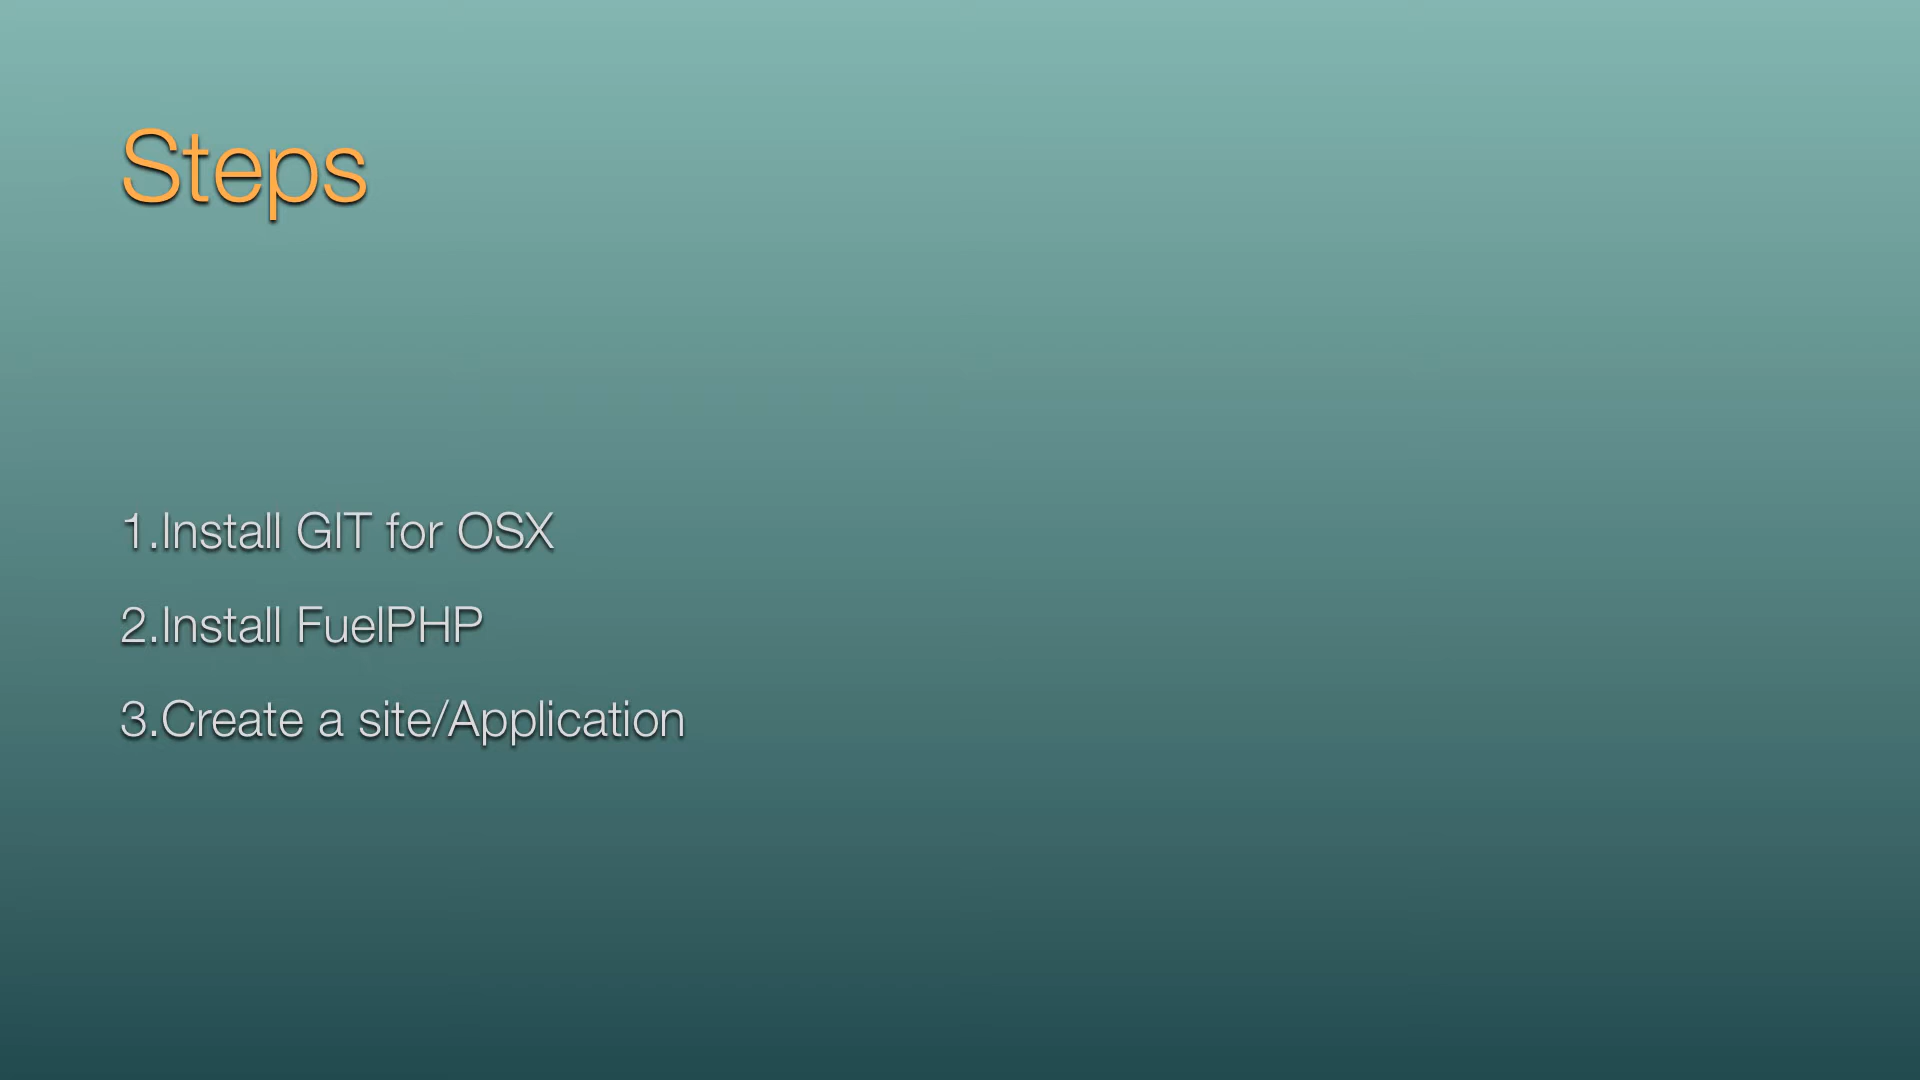 Steps
1.Install GIT for OSX
2.Install FuelPHP
3.Create a site/Application